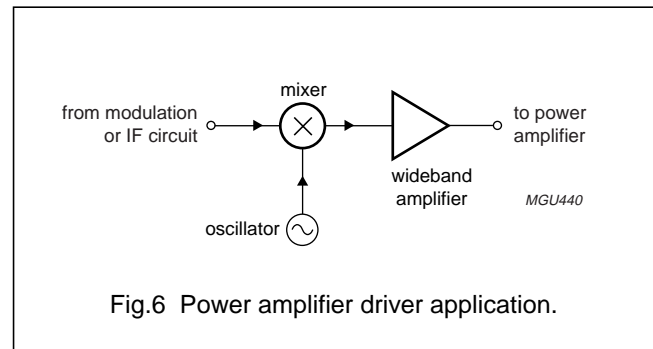 mixer
from modulation
or IF circuit
to power
amplifier
wideband
amplifier
MGU440
oscillator
Fig.6 Power amplifier driver application.